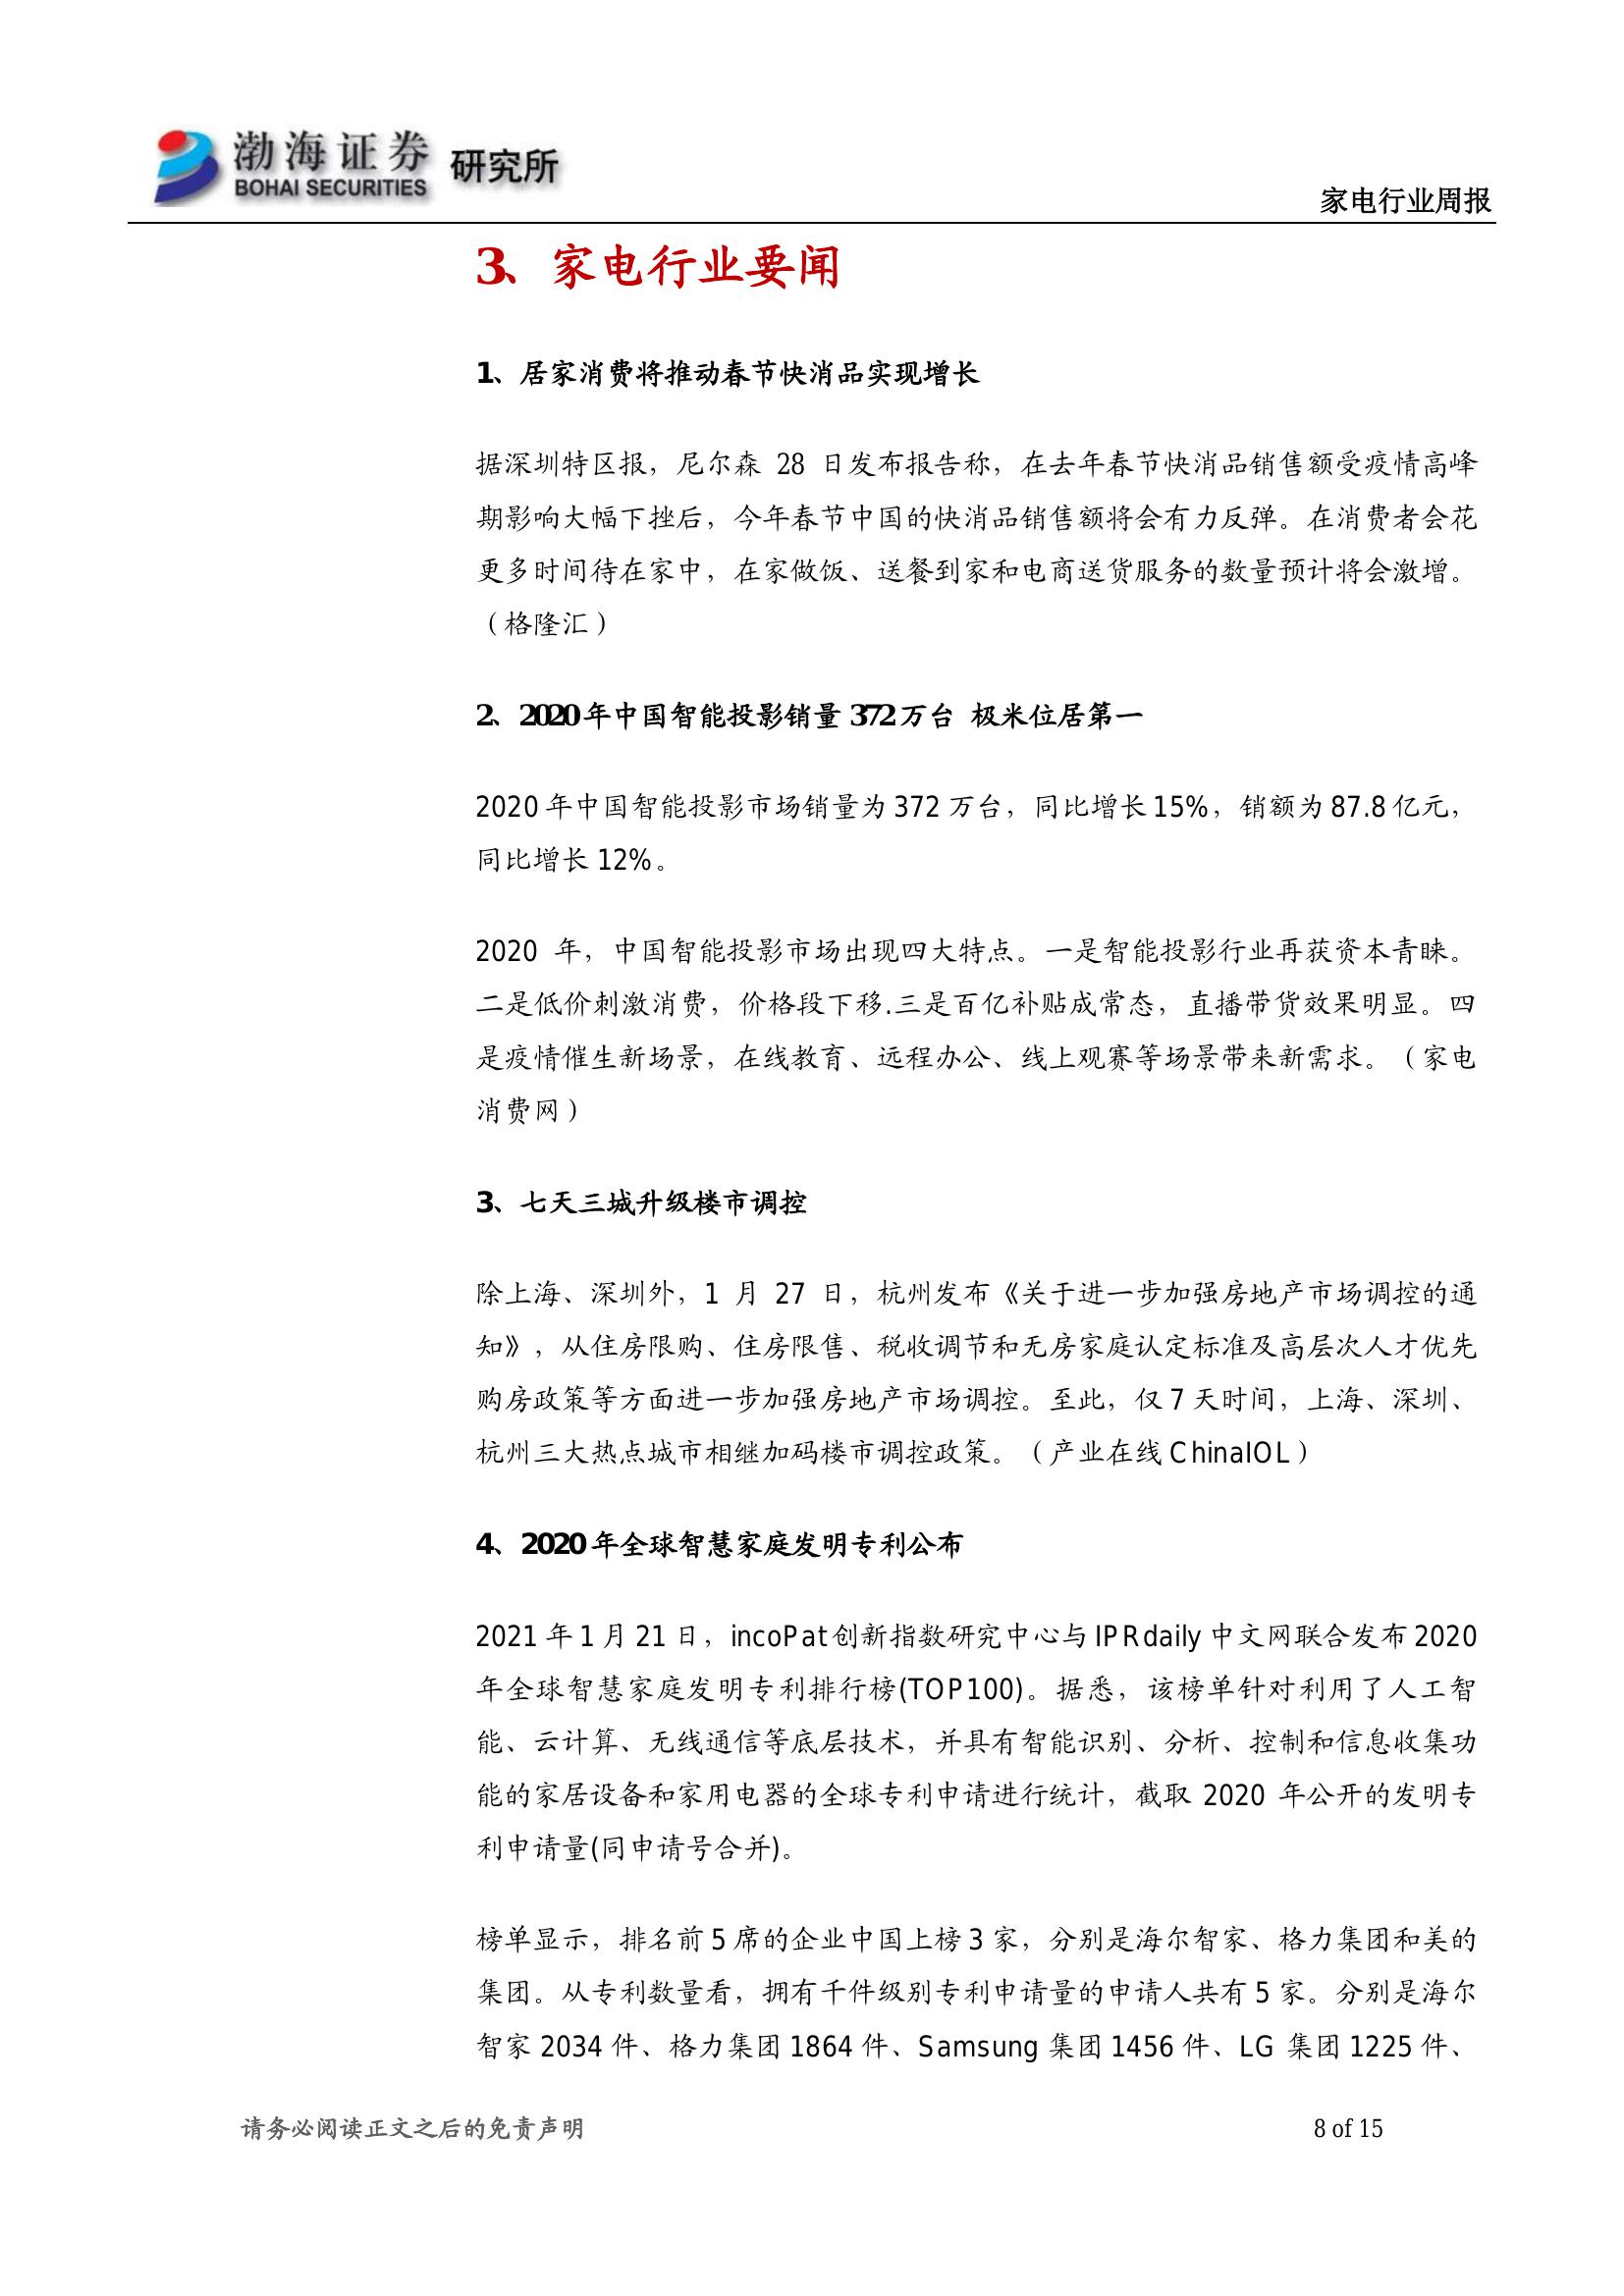 渤海证券 研究所
BOHAI SECURITIES
家电行业周报
3、家电行业要闻
1、居家消费将推动春节快消品实现增长
据深圳特区报，尼尔森 28 日发布报告称，在去年春节快消品销售额受疫情高峰
期影响大幅下挫后，今年春节中国的快消品销售额将会有力反弹。在消费者会花
更多时间待在家中，在家做饭、送餐到家和电商送货服务的数量预计将会激增。
（格隆汇）
2、2020 年中国智能投影销量 372 万台 极米位居第一
2020 年中国智能投影市场销量为 372 万台，同比增长 15%，销额为 87.8 亿元，
同比增长 12%。
2020 年，中国智能投影市场出现四大特点。一是智能投影行业再获资本青睐。
二是低价刺激消费，价格段下移.三是百亿补贴成常态，直播带货效果明显。四
是疫情催生新场景，在线教育、远程办公、线上观赛等场景带来新需求。（家电
消费网）
3、七天三城升级楼市调控
除上海、深圳外，1 月 27 日，杭州发布《关于进一步加强房地产市场调控的通
知》，从住房限购、住房限售、税收调节和无房家庭认定标准及高层次人才优先
购房政策等方面进一步加强房地产市场调控。至此，仅 7 天时间，上海、深圳、
杭州三大热点城市相继加码楼市调控政策。（产业在线 ChinaIOL）
4、2020 年全球智慧家庭发明专利公布
2021 年 1 月 21 日，incoPat 创新指数研究中心与 IPRdaily 中文网联合发布 2020
年全球智慧家庭发明专利排行榜(TOP100)。据悉，该榜单针对利用了人工智
能、云计算、无线通信等底层技术，并具有智能识别、分析、控制和信息收集功
能的家居设备和家用电器的全球专利申请进行统计，截取 2020 年公开的发明专
利申请量(同申请号合并)。
榜单显示，排名前 5 席的企业中国上榜 3 家，分别是海尔智家、格力集团和美的
集团。从专利数量看，拥有千件级别专利申请量的申请人共有 5 家。分别是海尔
智家 2034 件、格力集团 1864 件、Samsung 集团 1456 件、LG 集团 1225 件、
请务必阅读正文之后的免责声明
8 of 15